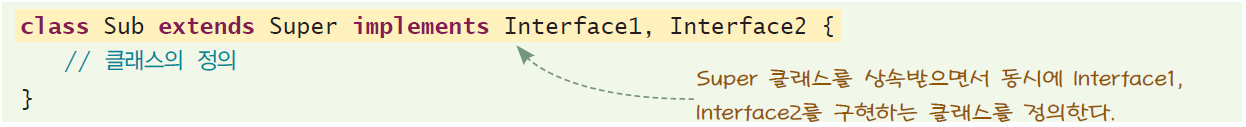 class Sub extends Super implements Interface1, Interface2 {
// 클래스의 정의
Super 클래스를 상속받으면서 동시에 Interface1,
Interface2를 구현하는 클래스를 정의한다.
}